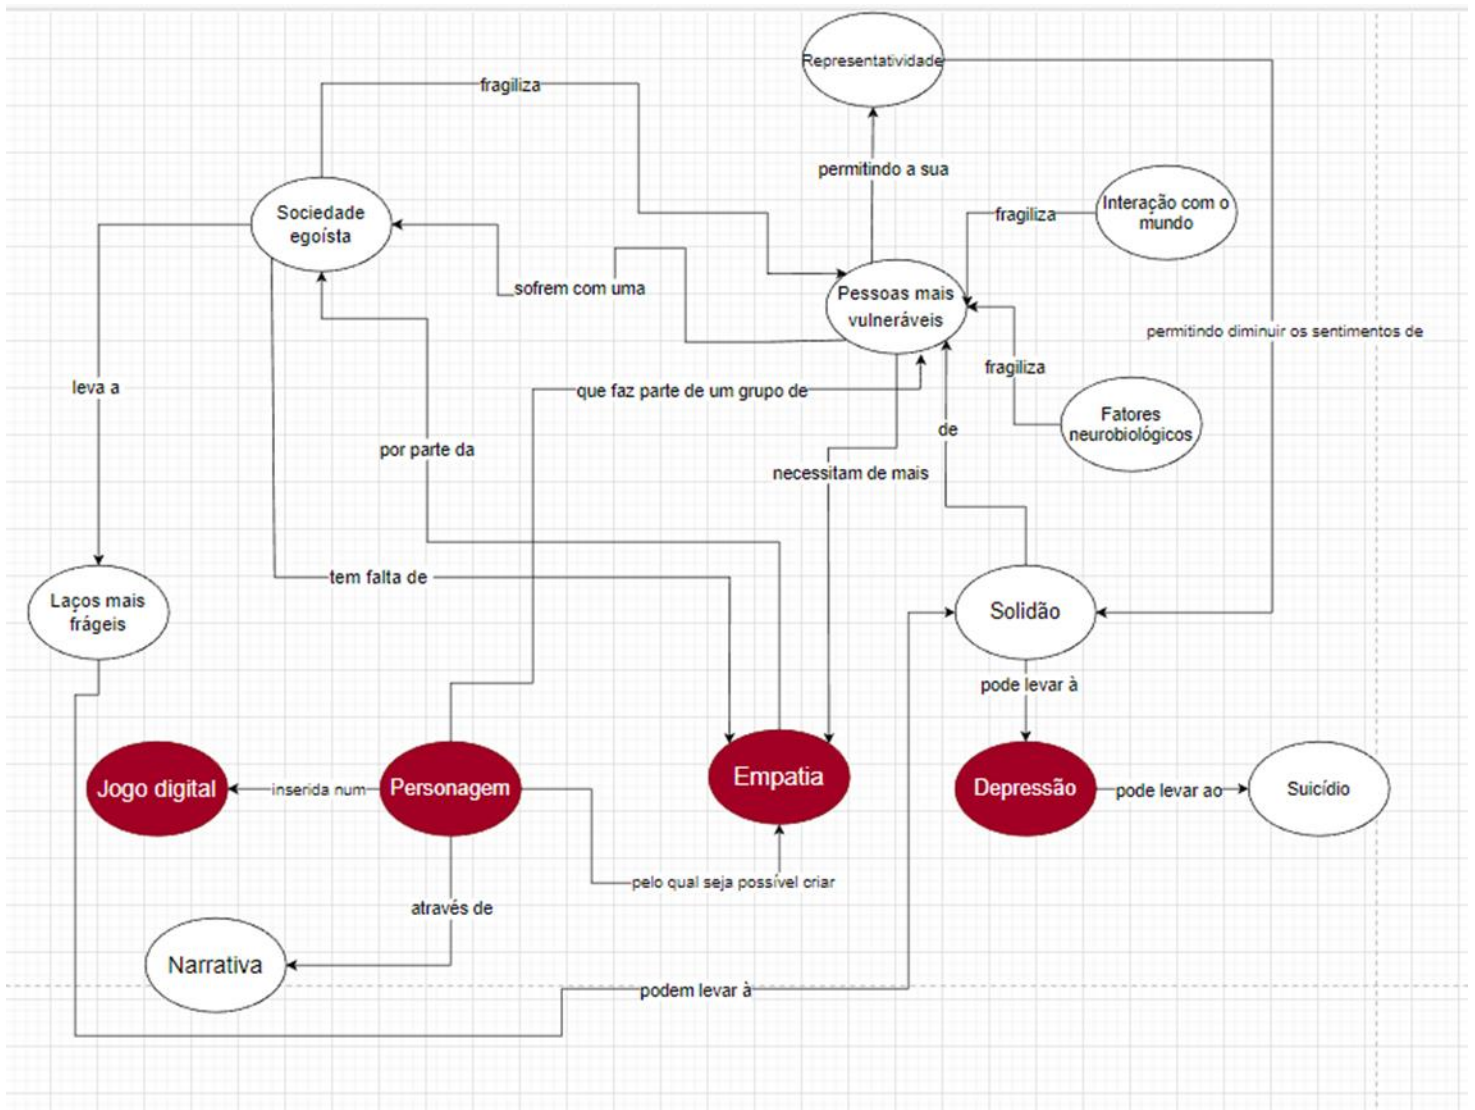 Representatividade
fragiliza
permitindo a sua
Sociedade
egoísta
Interação com o
mundo
fragiliza
sofrem com uma
Pessoas mais
vulneráveis
permitindo diminuir os sentimentos de
leva a
fragiliza
que faz parte de um grupo de
Fatores
neurobiológicos
de
por parte da
necessitam de mais
tem falta de
Laços mais
frágeis
Solidão
pode levar à
Jogo digital
inserida num
Personagem
Empatia
Depressão
pode levar ao
Suicídio
pelo qual seja possível criar
através de
Narrativa
podem levar à